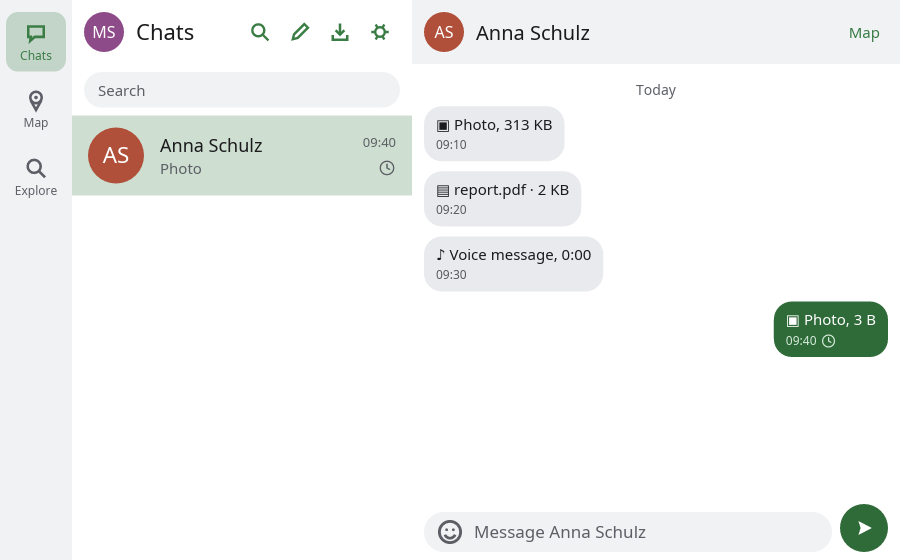 Chats
Map
Explore
MS
Chats
Search
AS
Anna Schulz
09:40
Photo
AS
Anna Schulz
Map
Today
▣ Photo, 313 KB
09:10
▤ report.pdf · 2 KB
09:20
♪ Voice message, 0:00
09:30
▣ Photo, 3 B
09:40
Message Anna Schulz